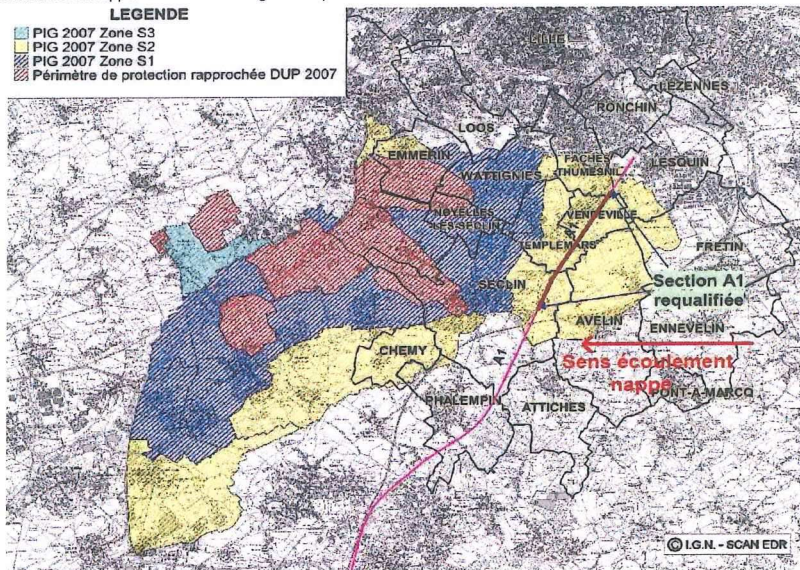 LEGENDE
PIG 2007 Zone S3
PIG 2007 Zone S2
PIG 2007 Zone S1
Périmètre de protection rapprochée DUP 2007
LILLE
LEZENNES
RONCHIN
LOOS
EMMERIN
FACHES
THUMESNIL
LESQUIN
WATTIGNIES
NOYELLES
LES-SECLIN
VENDEVILLE
TEMPLEMARS
FRETIN
SECLIN
Section A1
requalifiée
AVELIN
ENNEVELIN
CHEMY
Sens écoulement
nappe
A1
PHALEMPIN
ATTICHES
PONT-A-MARCQ
© I.G.N. - SCAN EDR